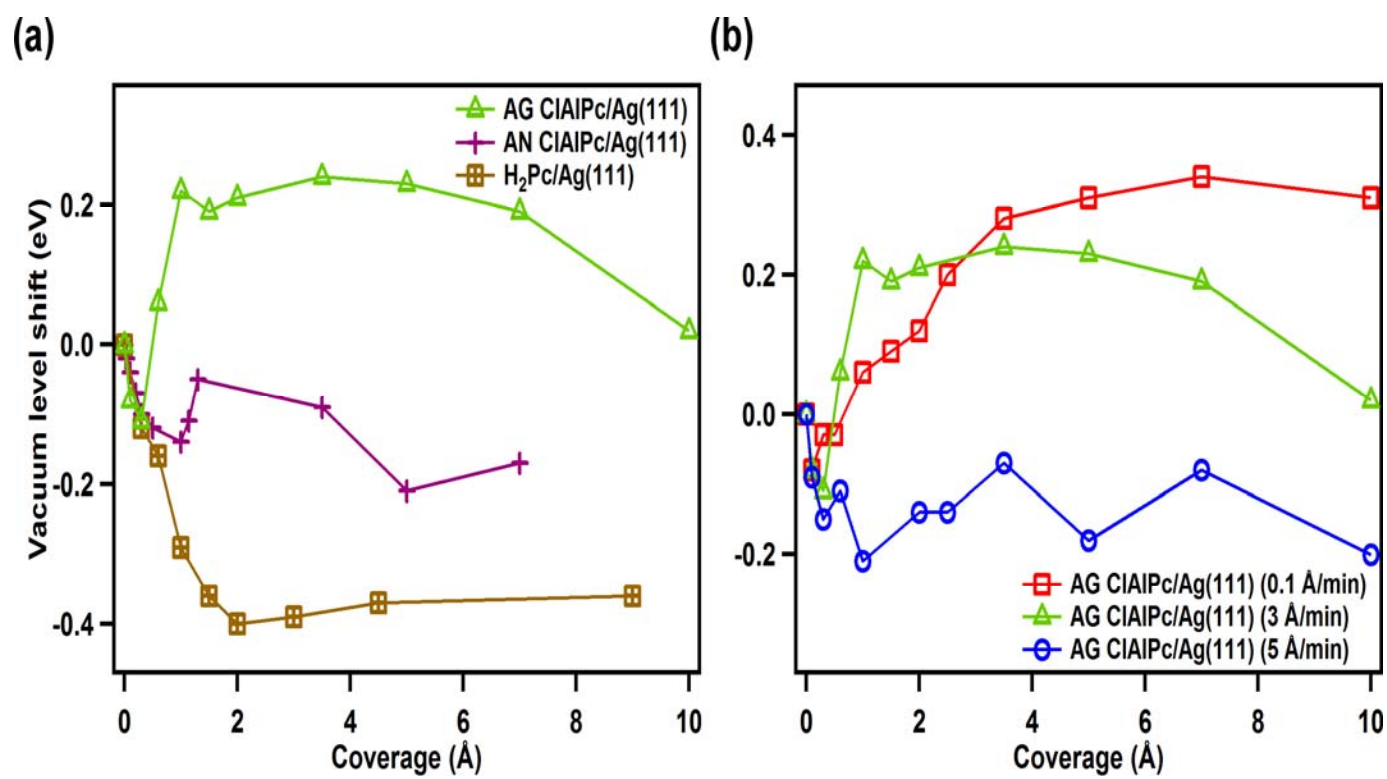 (a)
(b)
Vacuum level shift (eV)
0.2
0.0
-0.2
-0.4
AG ClAlPc/Ag(111)
AN ClAlPc/Ag(111)
H₂Pc/Ag(111)
0 2 4 6 8 10
Coverage (Å)
0.4
0.2
0.0
-0.2
AG ClAlPc/Ag(111) (0.1 Å/min)
AG ClAlPc/Ag(111) (3 Å/min)
AG ClAlPc/Ag(111) (5 Å/min)
0 2 4 6 8 10
Coverage (Å)